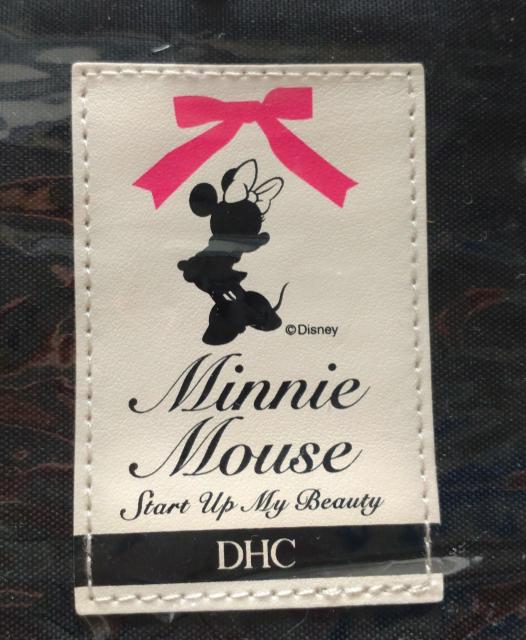 ©Disney
Minnie
Mouse
Start Up My Beauty
DHC